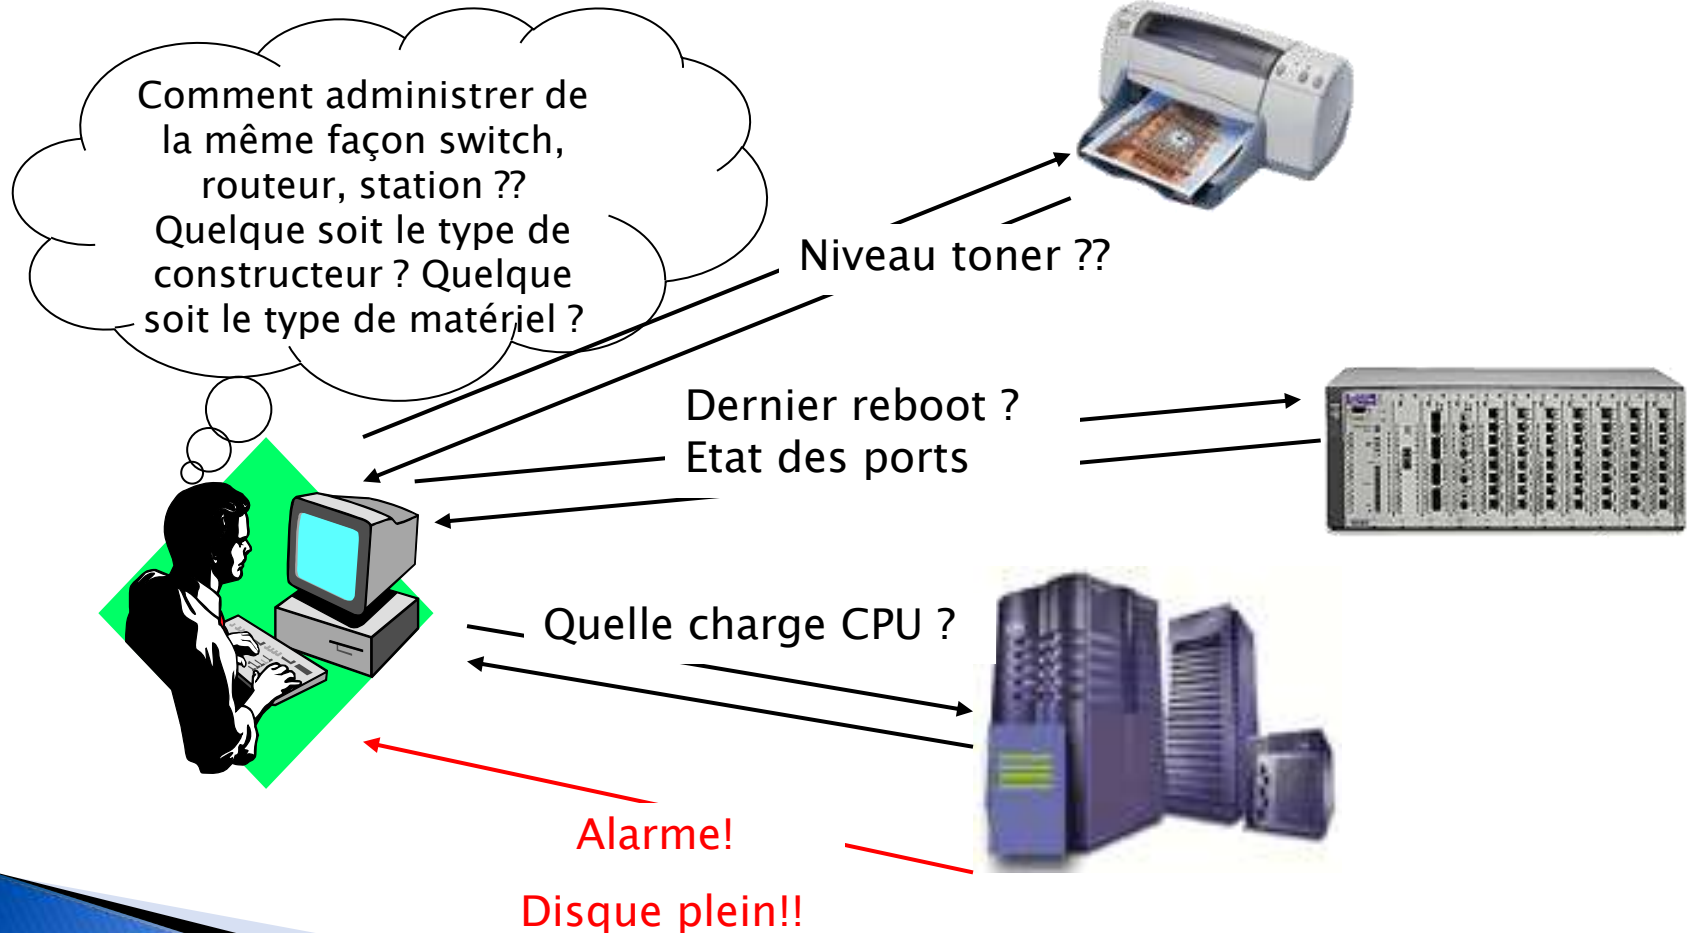 Comment administrer de
la même façon switch,
routeur, station ??
Quelque soit le type de
constructeur ? Quelque
soit le type de matériel ?
Niveau toner ??
Dernier reboot ?
Etat des ports
Quelle charge CPU ?
Alarme!
Disque plein!!